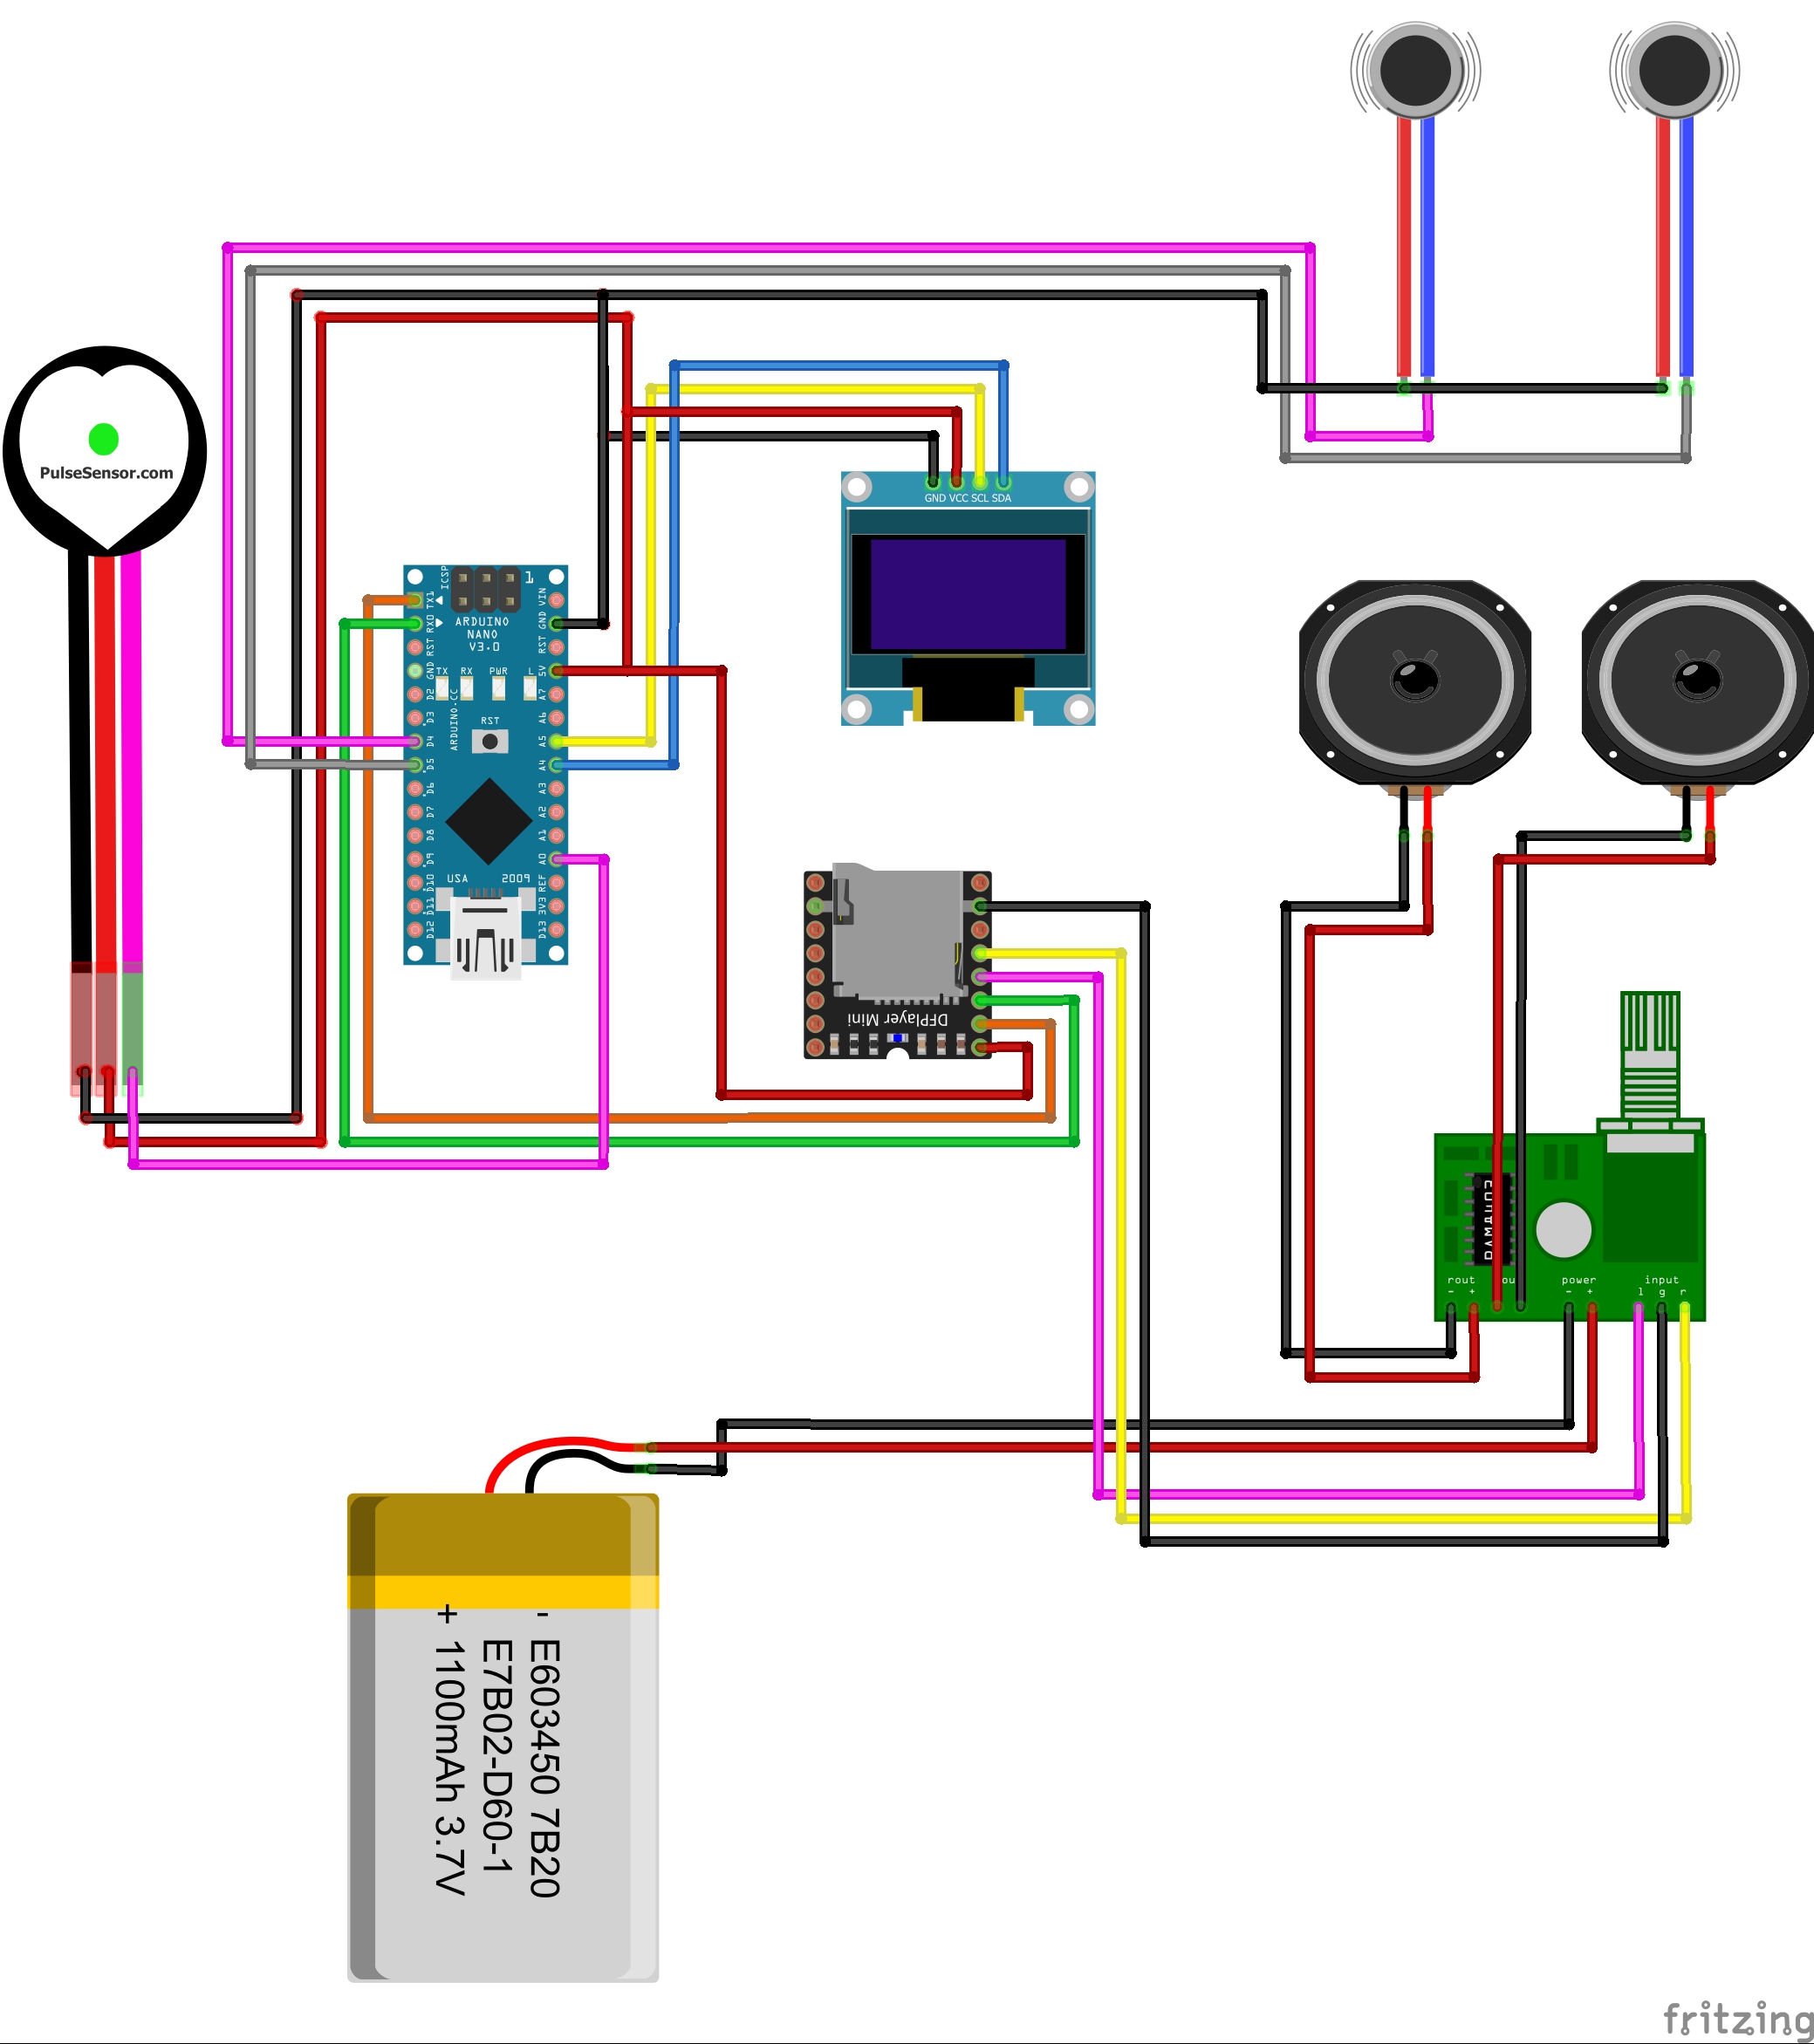 PulseSensor.com
GND VCC SCL SDA
ICSP
1
TX1
RX0
RST
GND
D2
D3
D4
D5
D6
D7
D8
D9
D10
D11
D12
VIN
GND
RST
5V
A7
A6
A5
A4
A3
A2
A1
A0
REF
3V3
D13
ARDUINO
NANO
V3.0
TX RX PWR L
RST
ARDUINO.CC
USA 2009
DFPlayer Mini
rout power input
- + - + l g r
- E603450 7B20
E7B02-D60-1
+ 1100mAh 3.7V
fritzing